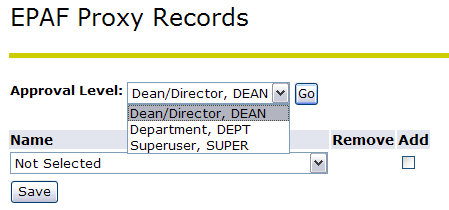 EPAF Proxy Records
Approval Level: Dean/Director, DEAN Go
Dean/Director, DEAN
Department, DEPT
Superuser, SUPER
Name Remove Add
Not Selected
Save